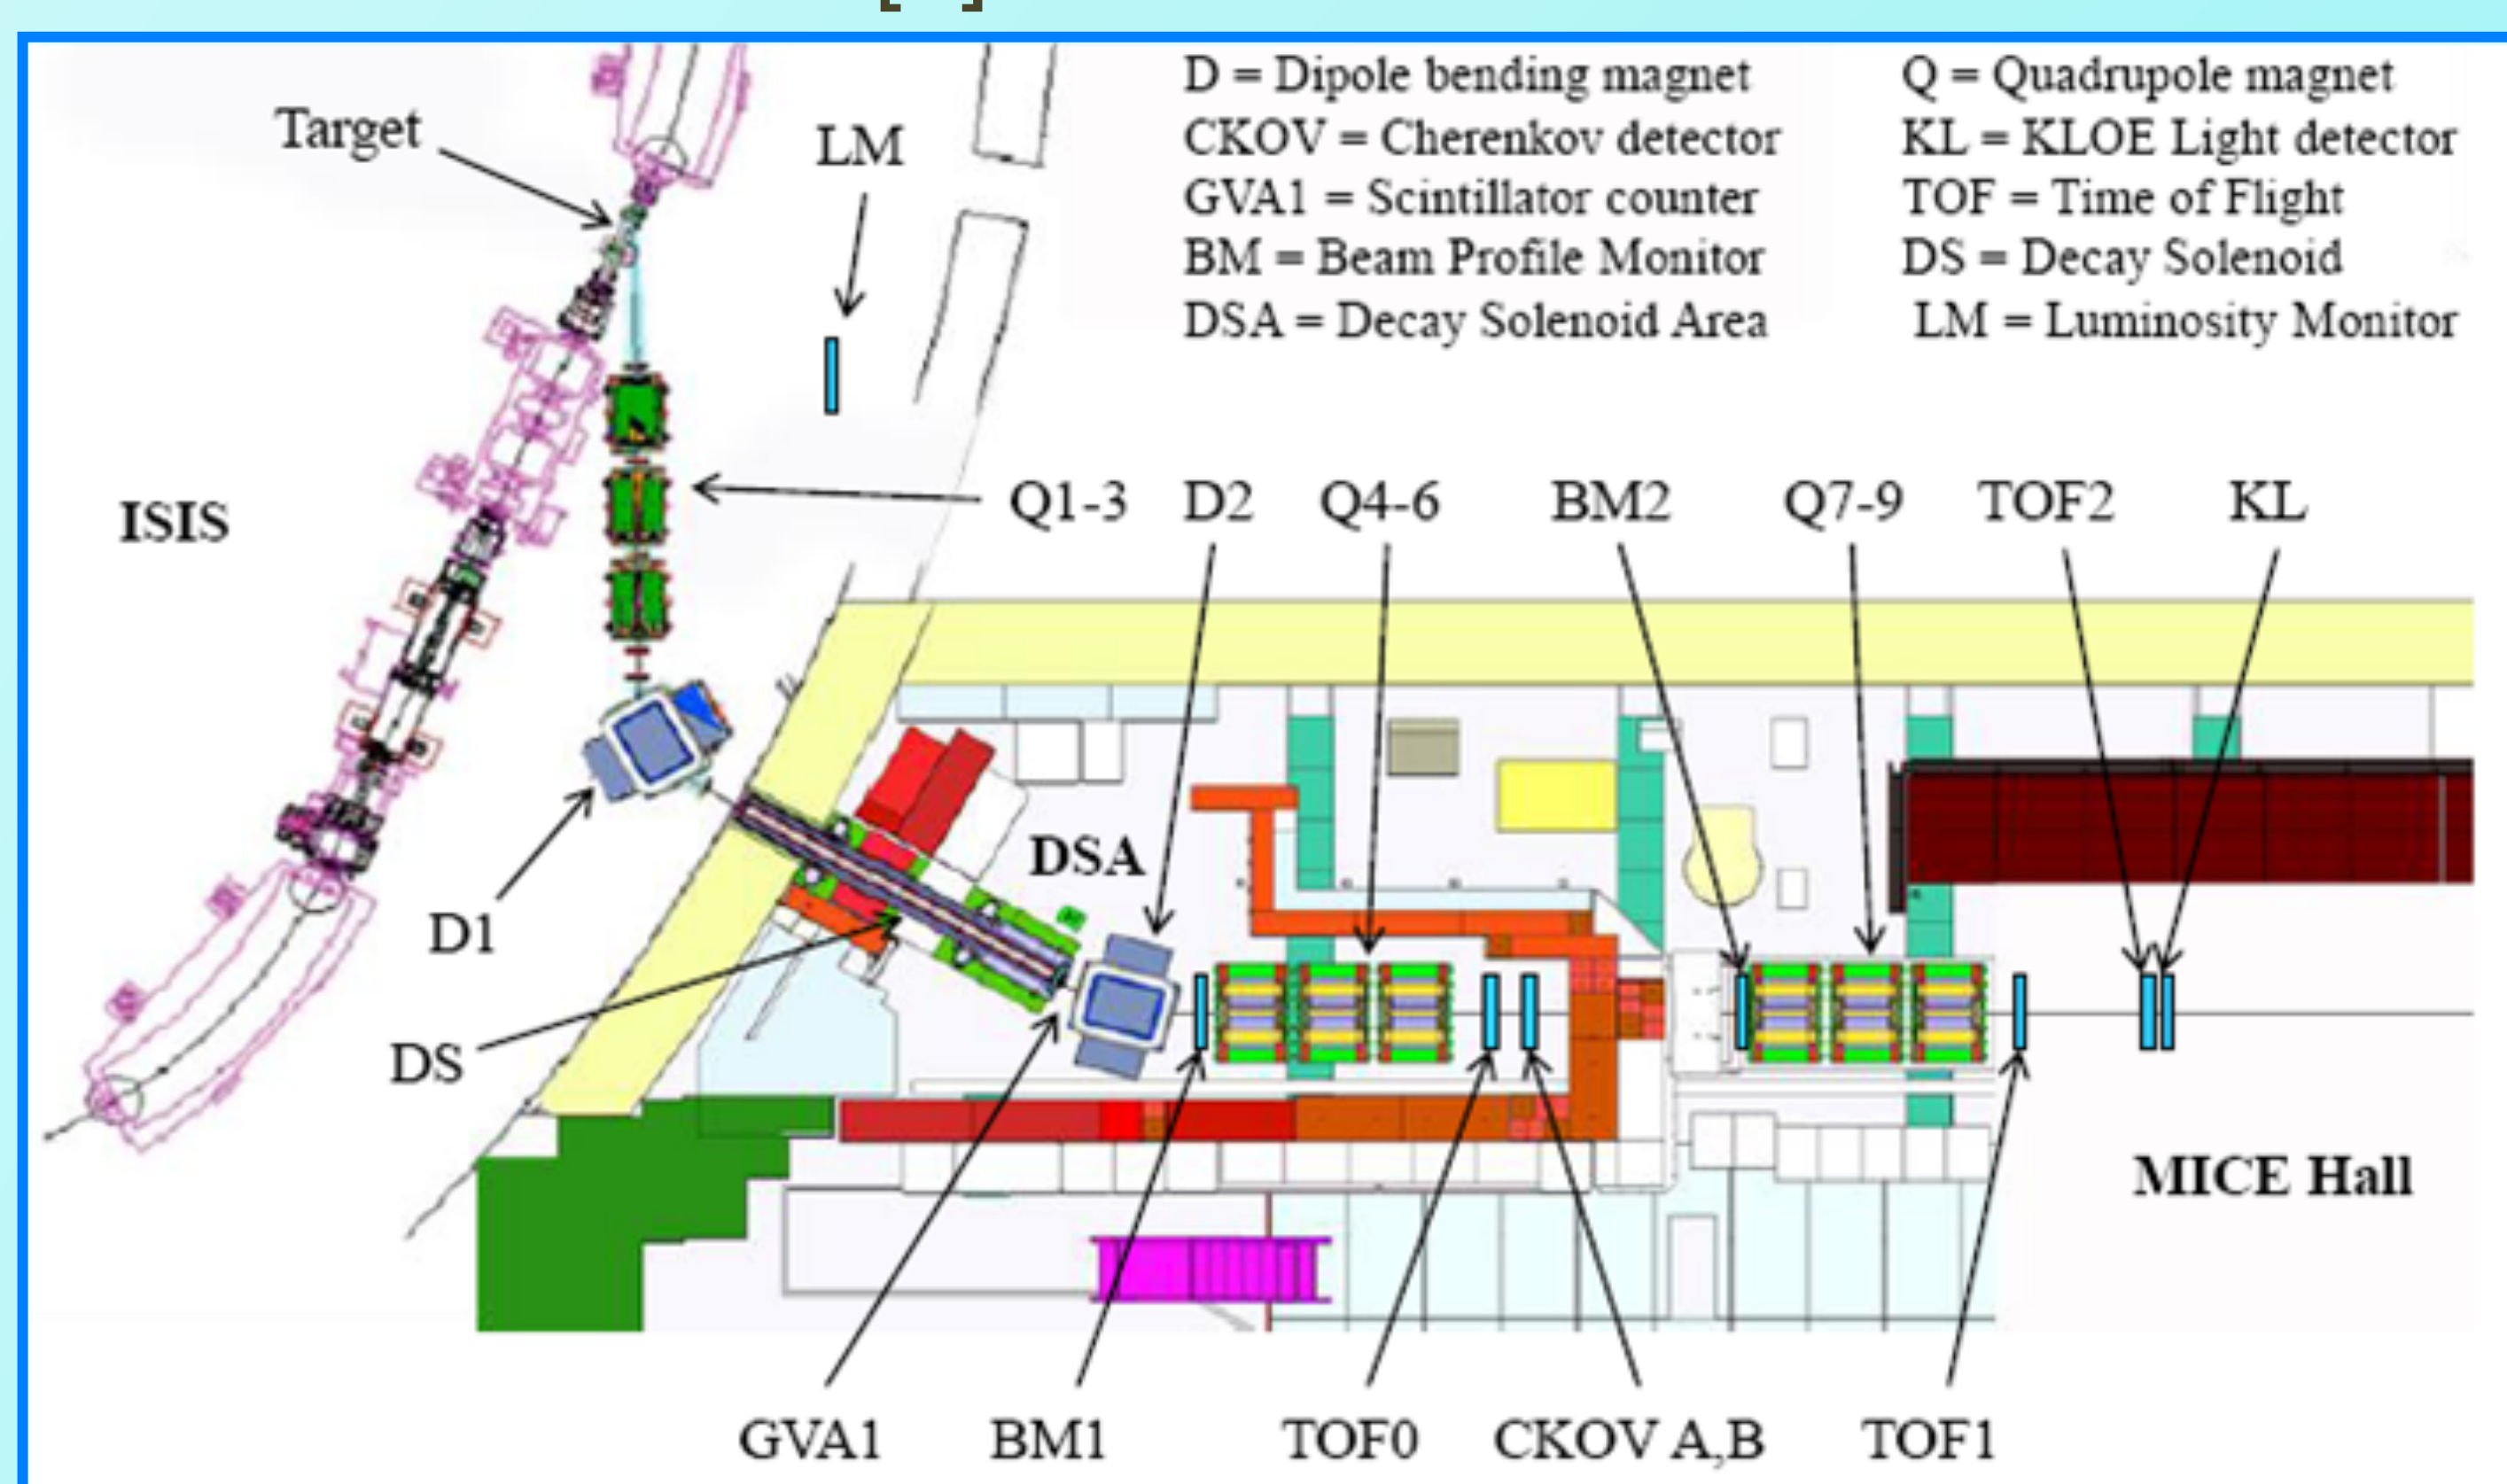 [ ]
D = Dipole bending magnet
Q = Quadrupole magnet
CKOV = Cherenkov detector
KL = KLOE Light detector
GVA1 = Scintillator counter
TOF = Time of Flight
BM = Beam Profile Monitor
DS = Decay Solenoid
DSA = Decay Solenoid Area
LM = Luminosity Monitor
Target
LM
ISIS
Q1-3
D2
Q4-6
BM2
Q7-9
TOF2
KL
DSA
D1
DS
MICE Hall
GVA1
BM1
TOF0
CKOV A,B
TOF1